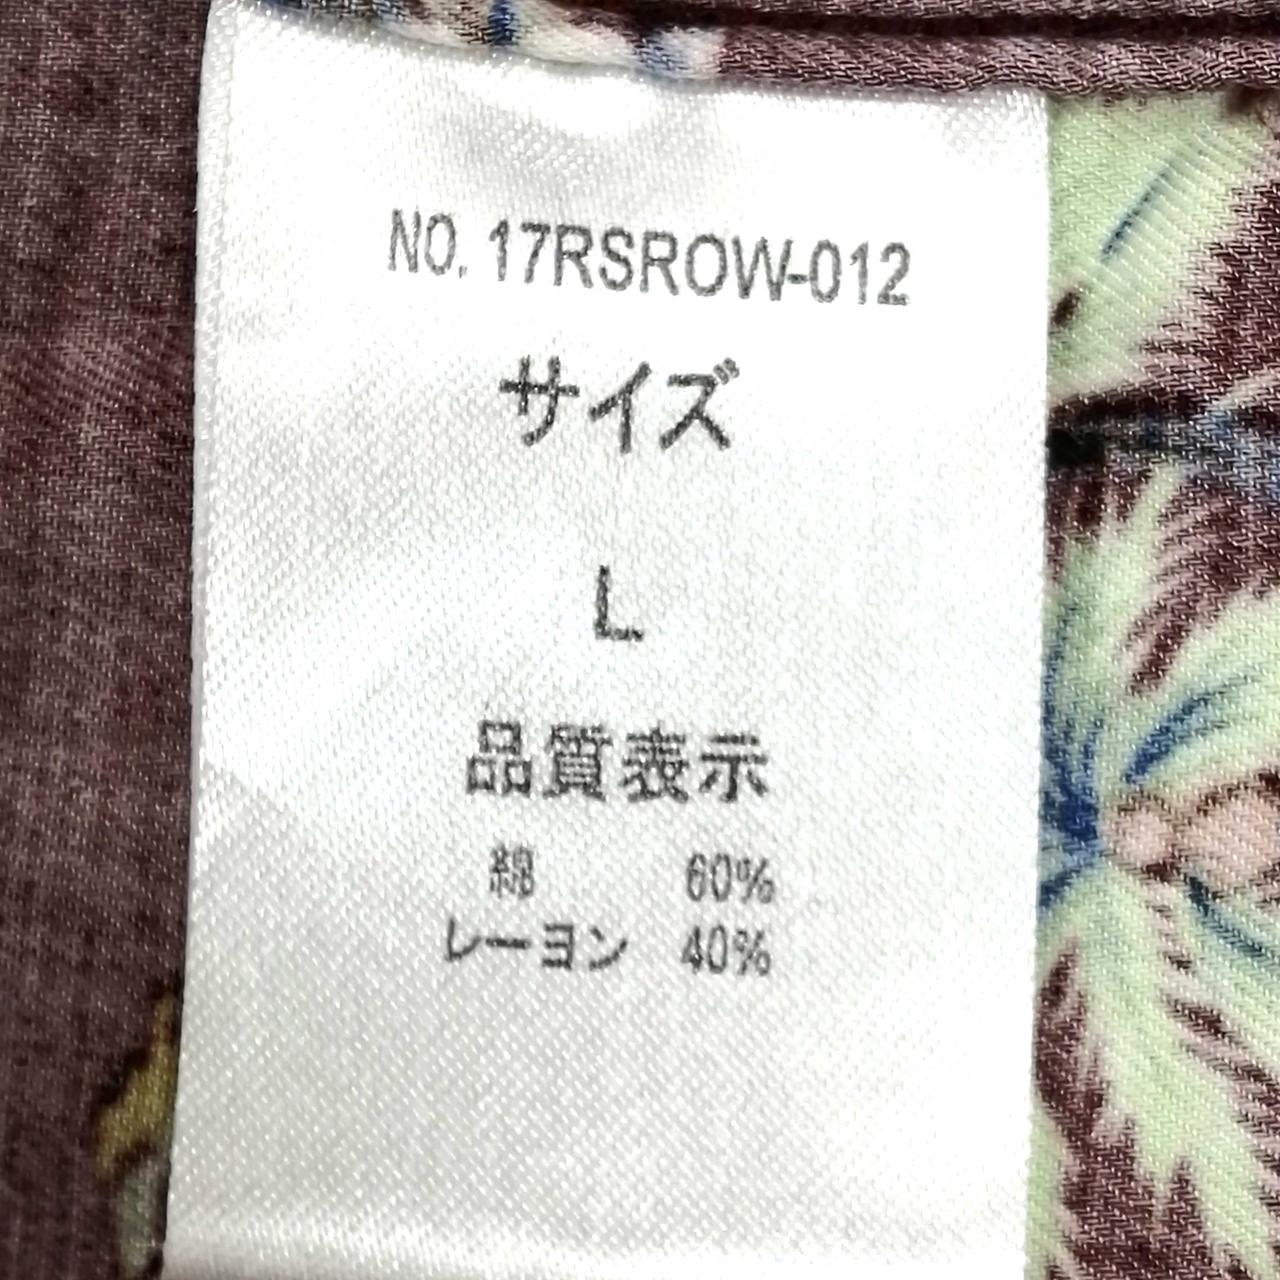 NO. 17RSROW-012
サイズ
L
品質表示
綿 60%
レーヨン 40%